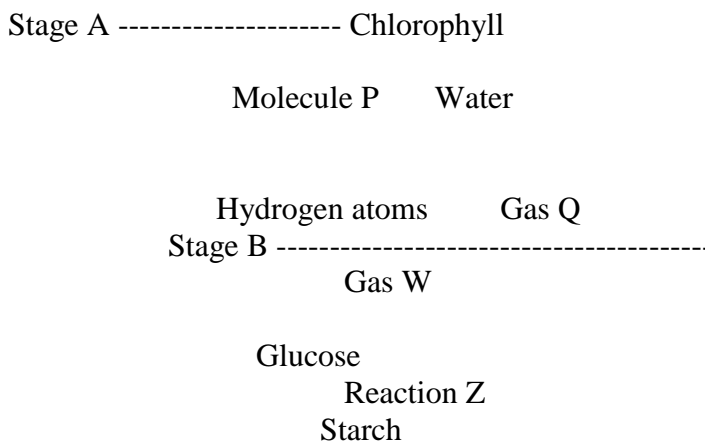 Stage A --------------------- Chlorophyll
Molecule P Water
Hydrogen atoms Gas Q
Stage B -----------------------------------------
Gas W
Glucose
Reaction Z
Starch